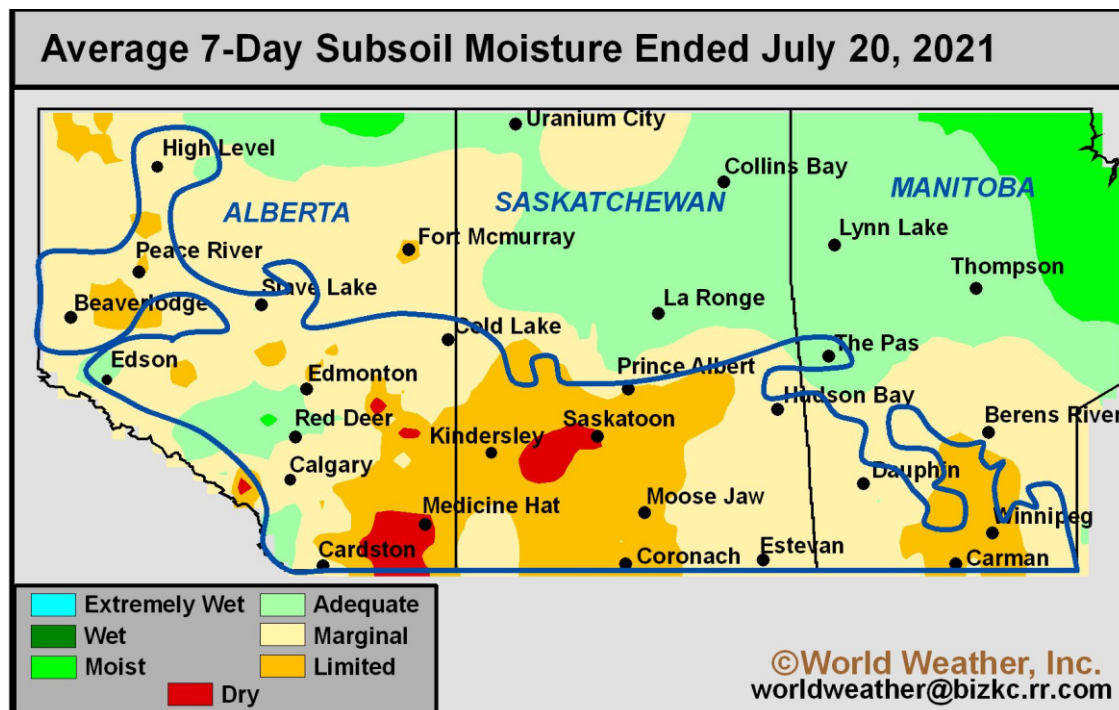 Average 7-Day Subsoil Moisture Ended July 20, 2021
Uranium City
High Level
Collins Bay
ALBERTA
SASKATCHEWAN
MANITOBA
Fort Mcmurray
Lynn Lake
Peace River
Thompson
Slave Lake
Beaverlodge
La Ronge
Cold Lake
The Pas
Edson
Prince Albert
Edmonton
Hudson Bay
Red Deer
Saskatoon
Berens River
Kindersley
Calgary
Dauphin
Medicine Hat
Moose Jaw
Winnipeg
Cardston
Coronach
Estevan
Carman
Extremely Wet
Adequate
Wet
Marginal
Moist
Limited
Dry
©World Weather, Inc.
worldweather@bizkc.rr.com